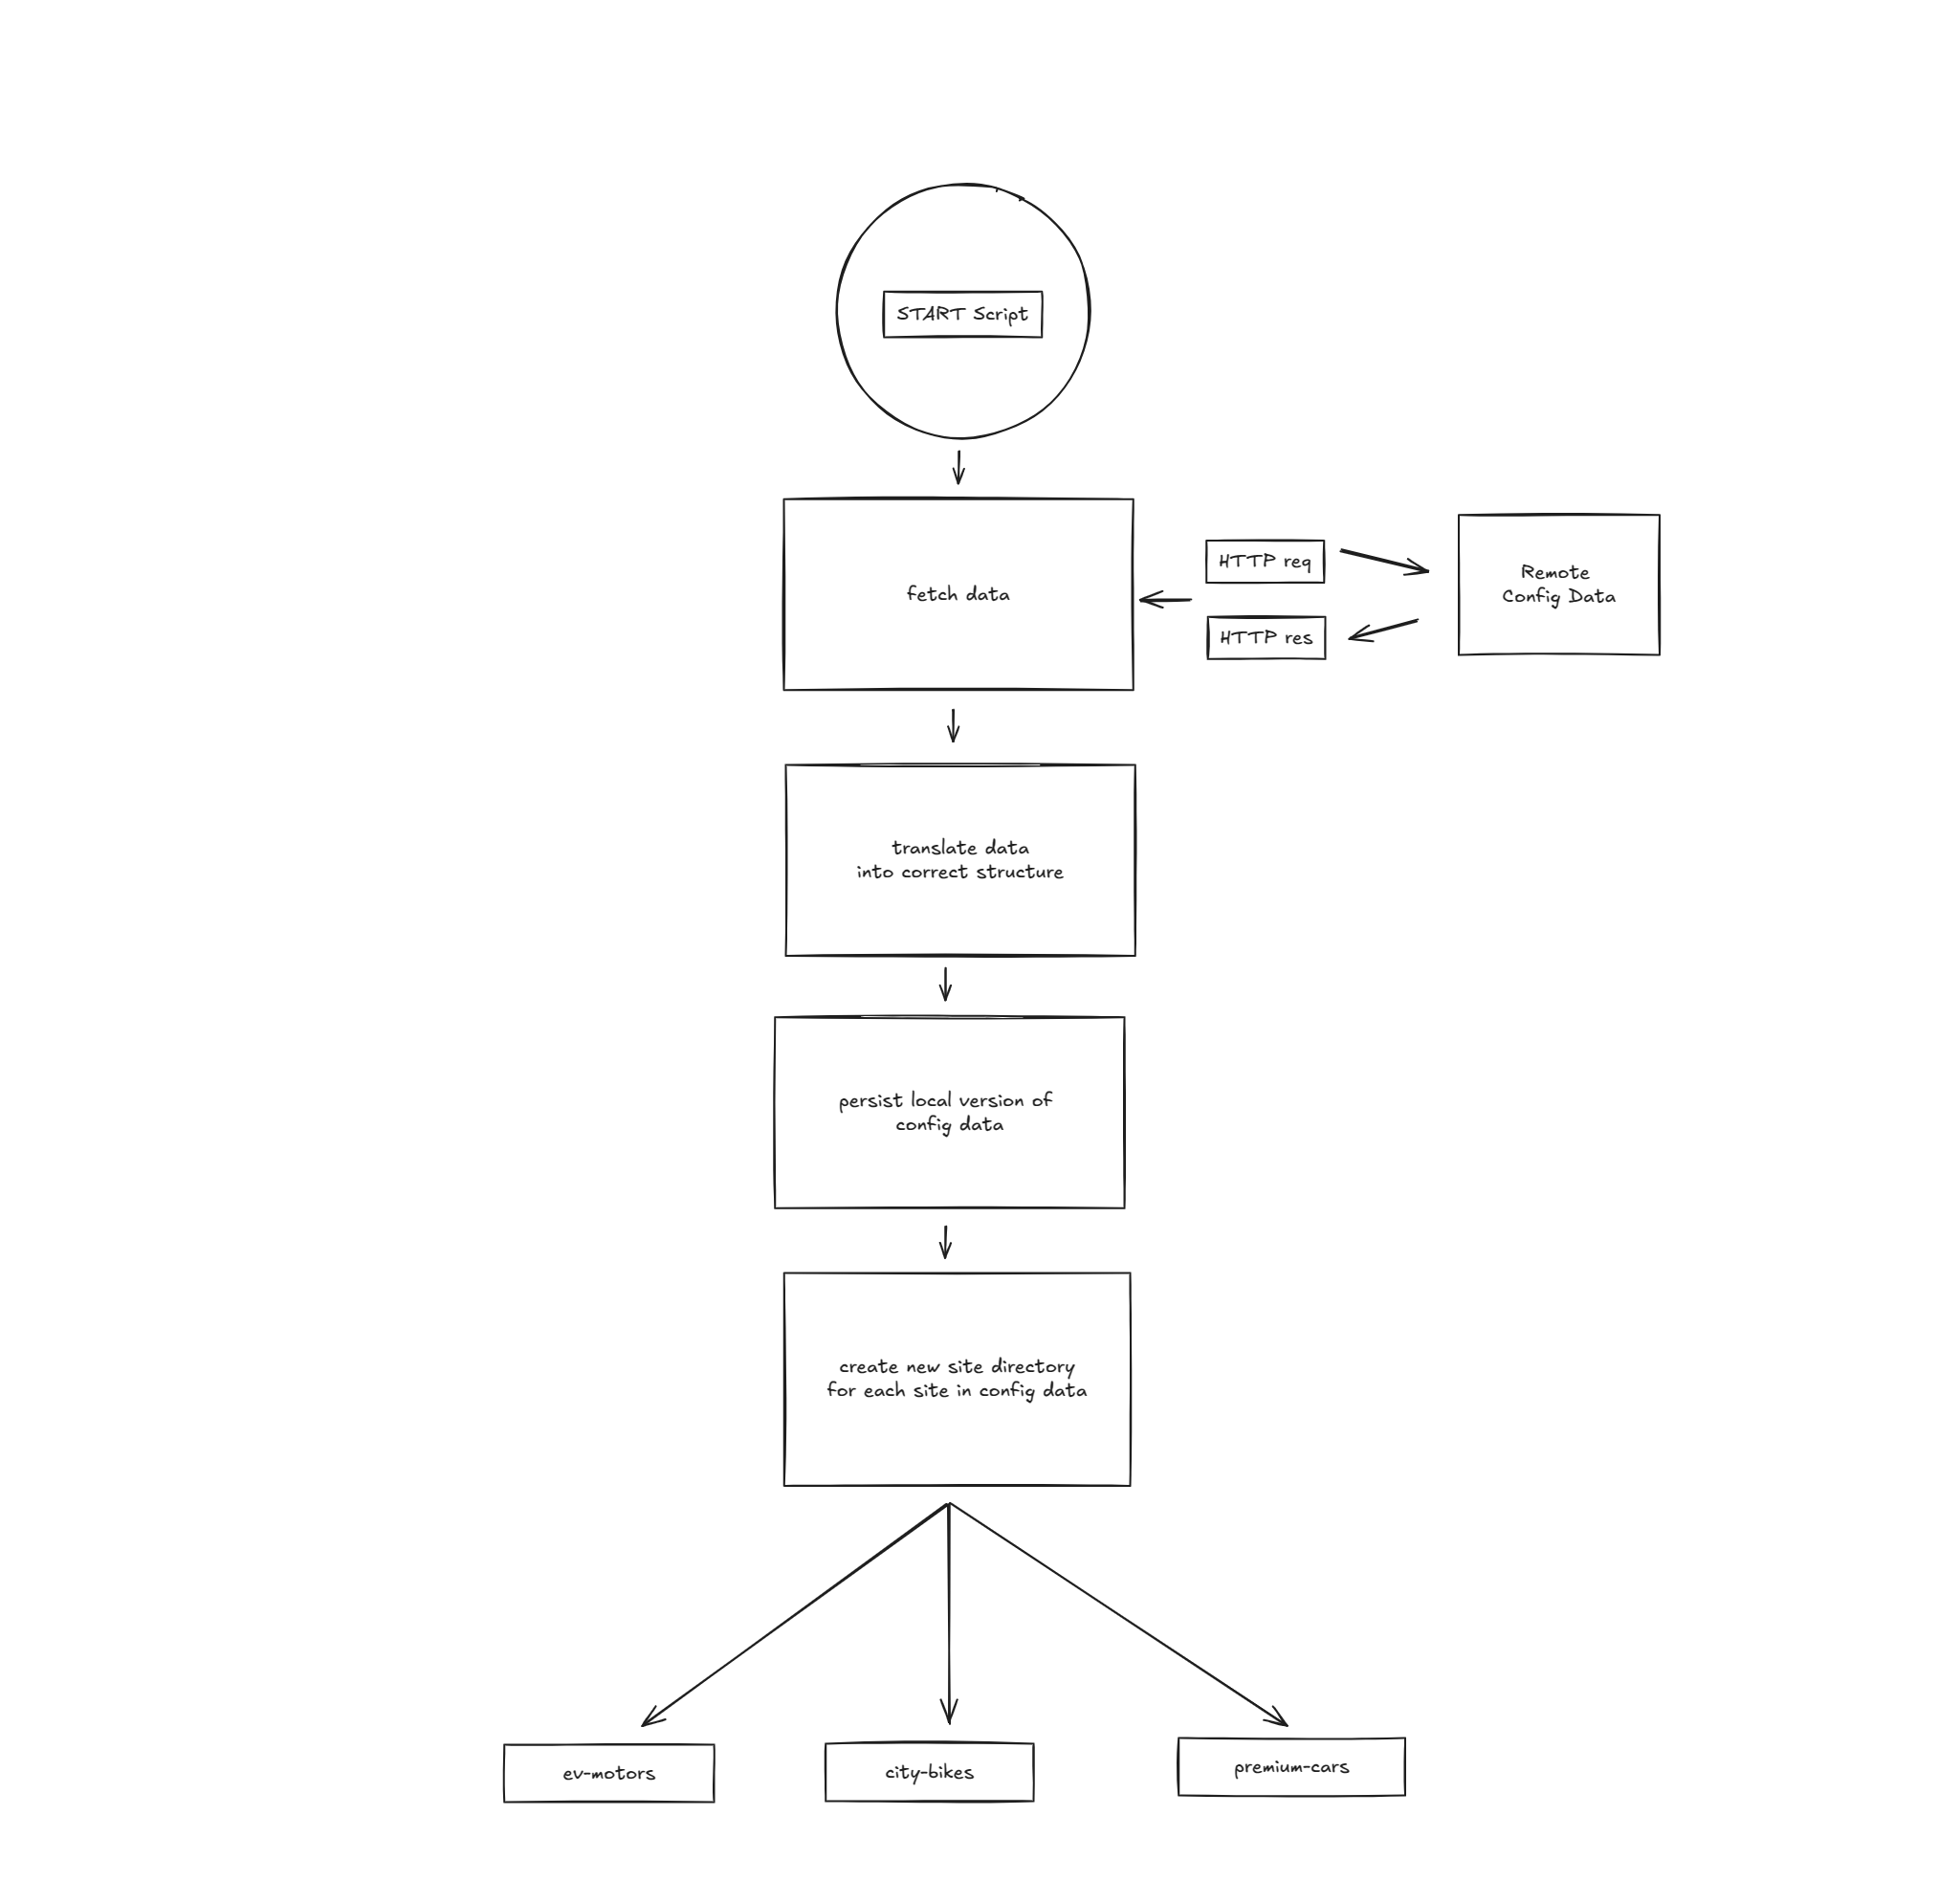 START Script
fetch data
HTTP req
HTTP res
Remote
Config Data
translate data
into correct structure
persist local version of
config data
create new site directory
for each site in config data
ev-motors
city-bikes
premium-cars